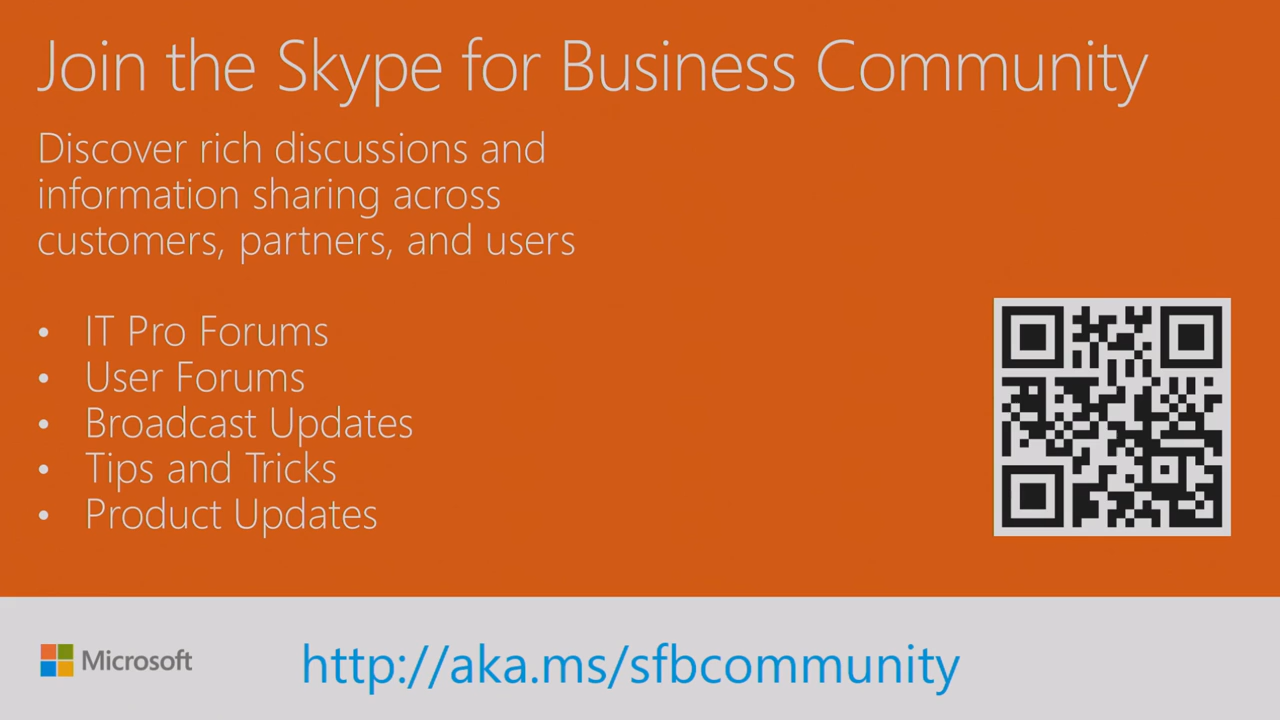 Join the Skype for Business Community
Discover rich discussions and
information sharing across
customers, partners, and users
• IT Pro Forums
• User Forums
• Broadcast Updates
• Tips and Tricks
• Product Updates
Microsoft
http://aka.ms/sfbcommunity